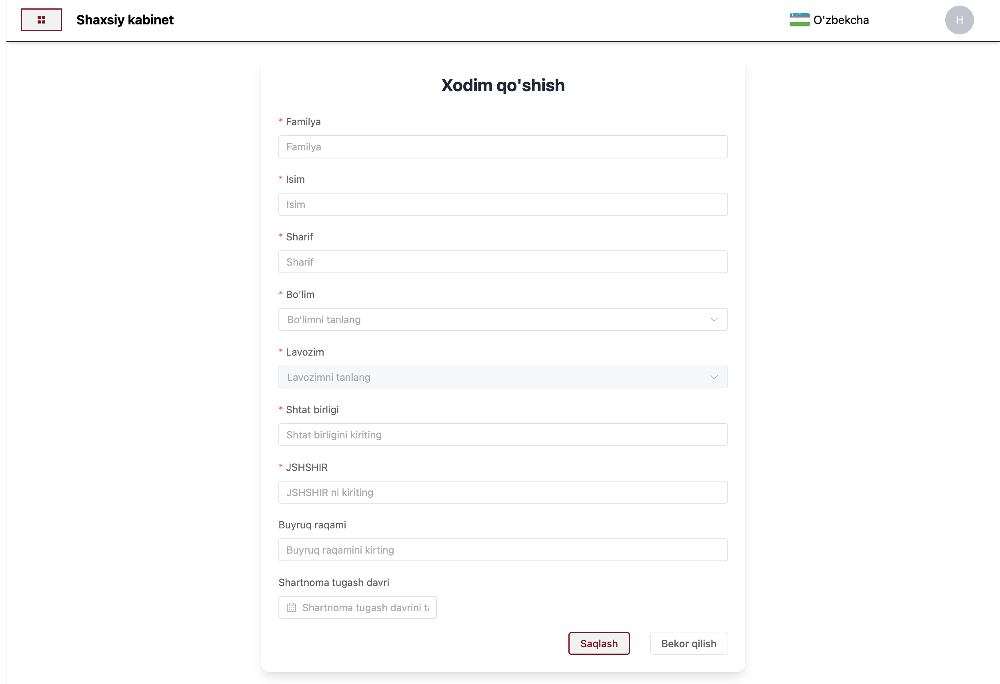 Shaxsiy kabinet
O'zbekcha
H
Xodim qo'shish
* Familya
Familya
* Isim
Isim
* Sharif
Sharif
* Bo'lim
Bo‘limni tanlang
* Lavozim
Lavozimni tanlang
* Shtat birligi
Shtat birligini kiriting
* JSHSHIR
JSHSHIR ni kiriting
Buyruq raqami
Buyruq raqamini kirting
Shartnoma tugash davri
Shartnoma tugash davrini
Saqlash
Bekor qilish